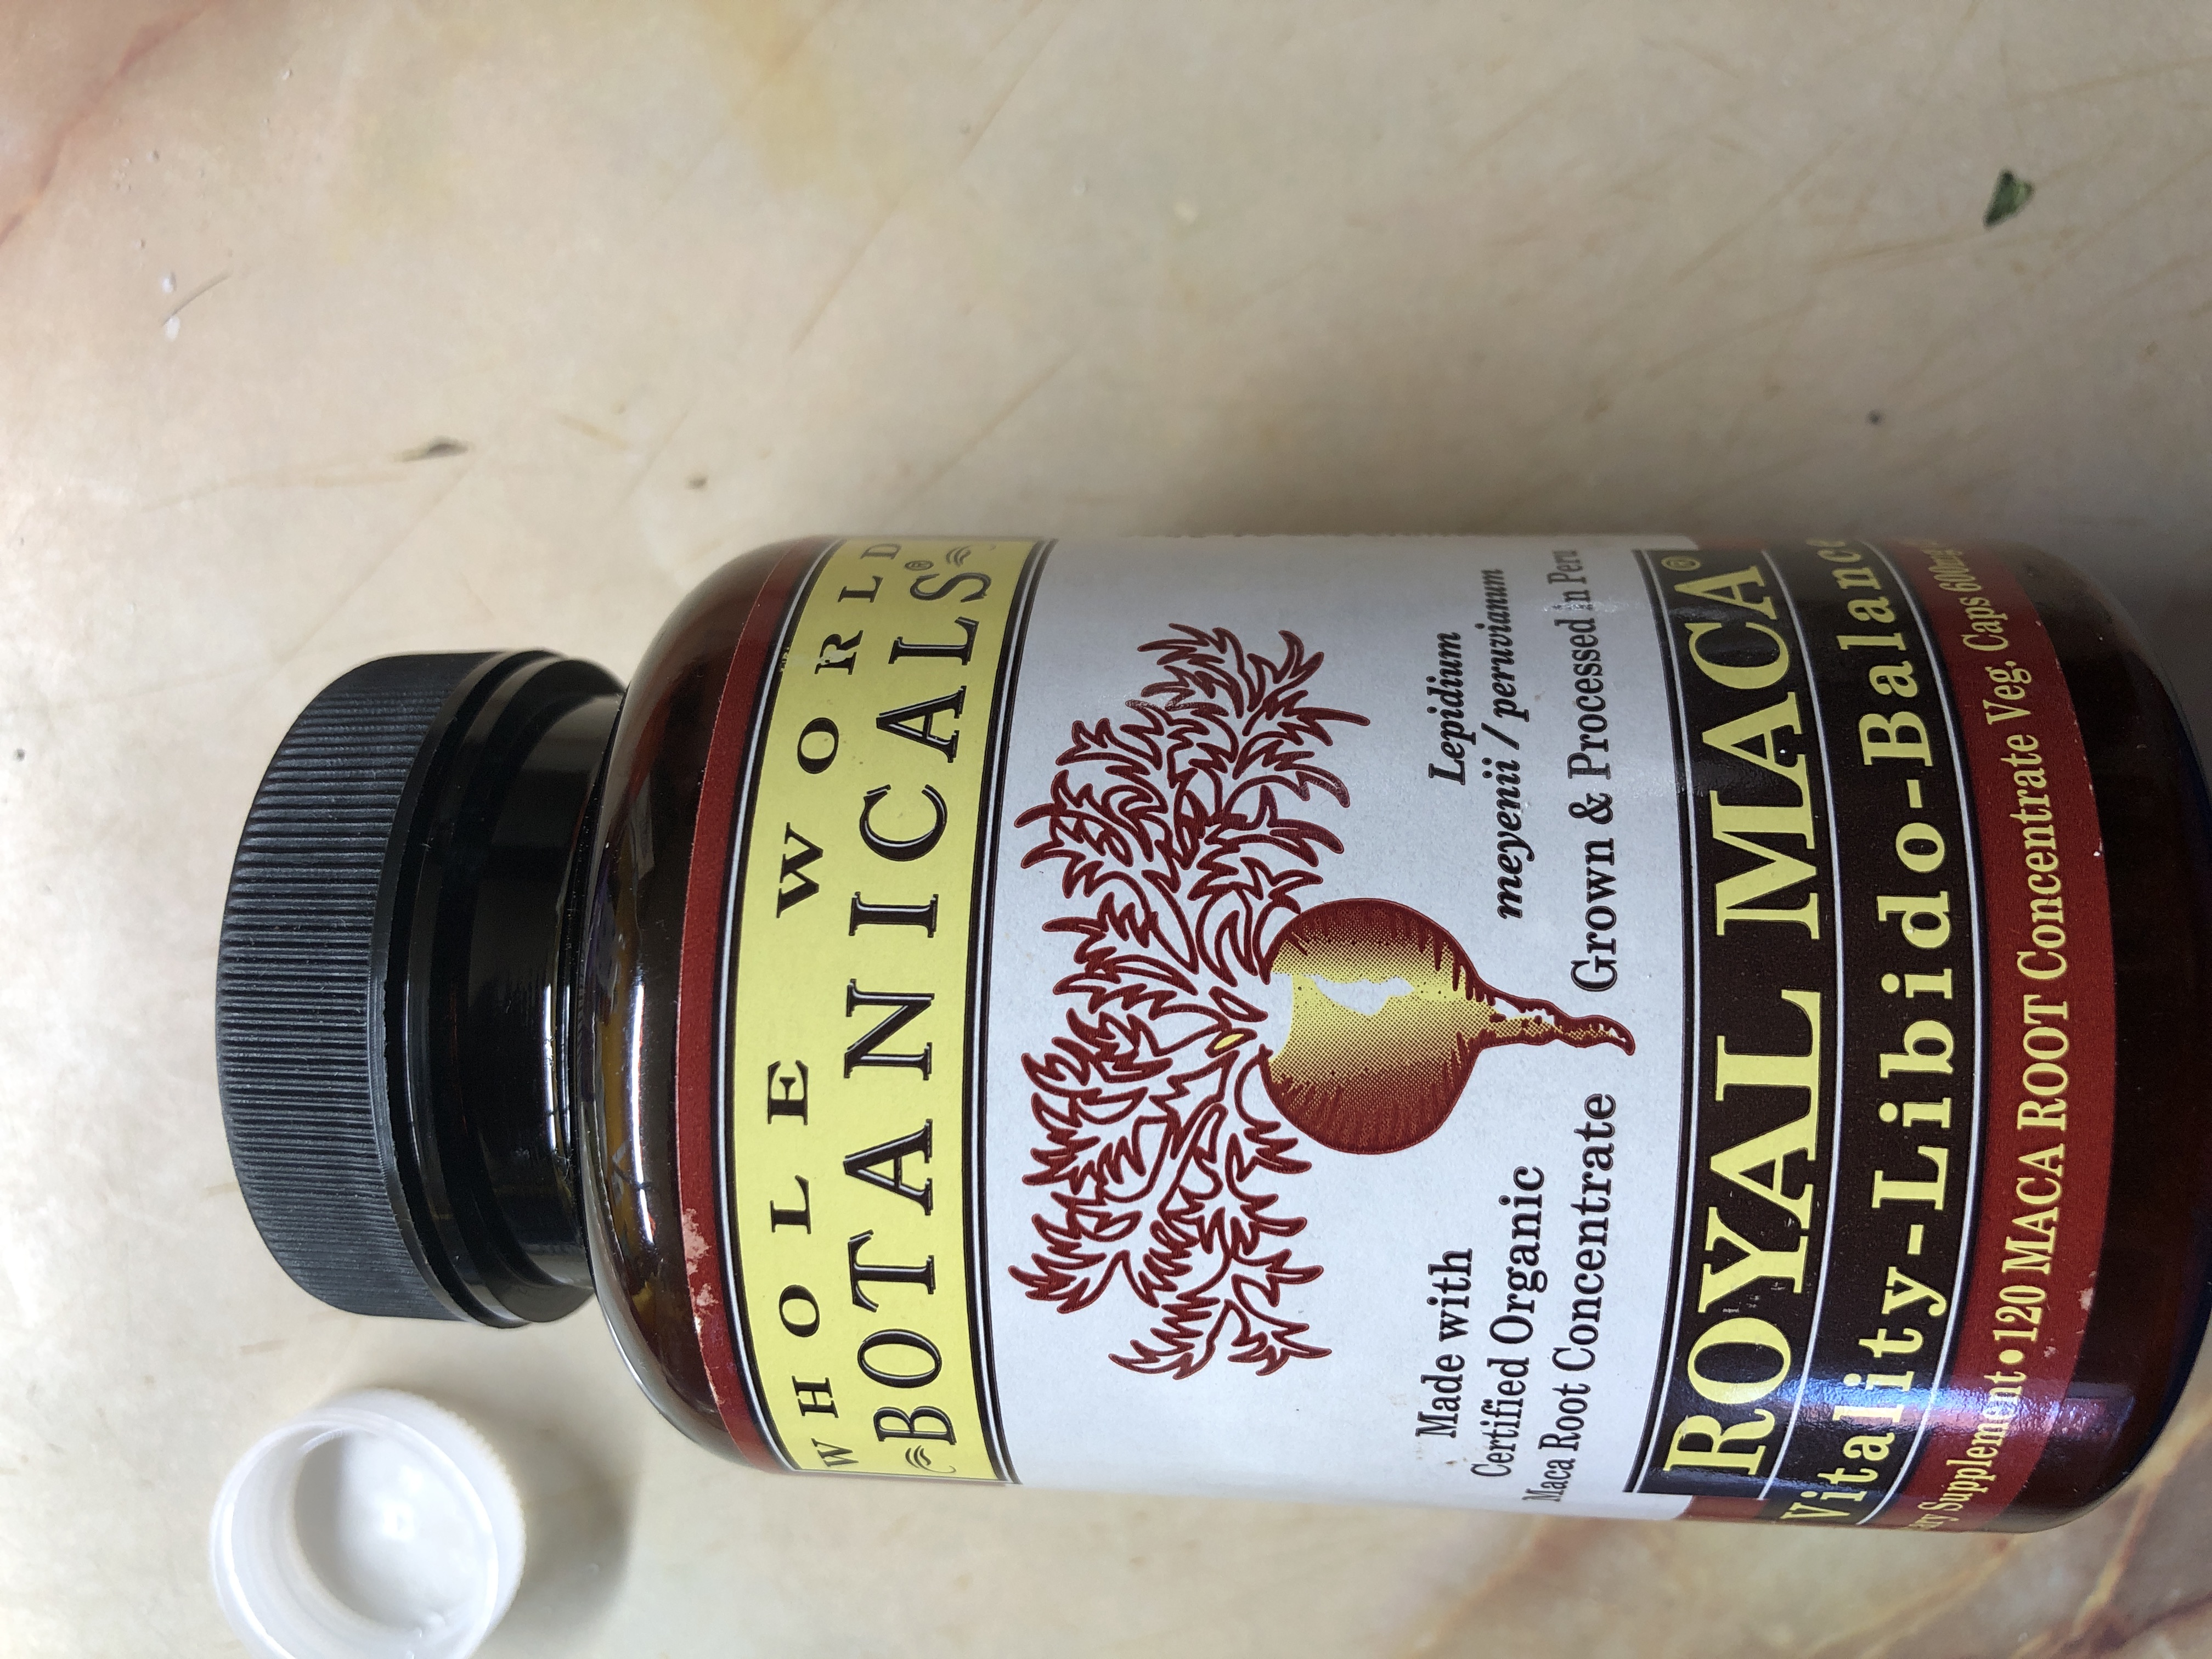 WHOLE WORLD
BOTANICALS®
Made with
Certified Organic
Maca Root Concentrate
Lepidium
meyenii / peruvianum
Grown & Processed in Peru
ROYAL MACA®
Vitality-Libido-Balance
Supplement • 120 MACA ROOT Concentrate Veg. Caps 600mg